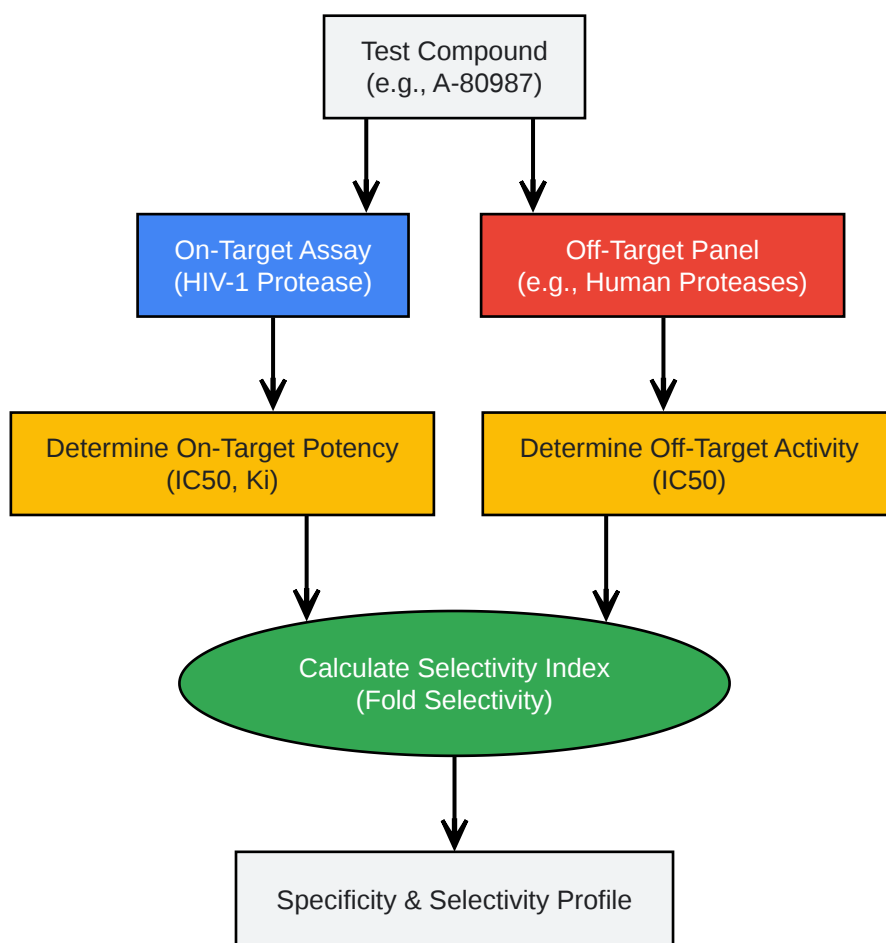 Test Compound
(e.g., A-80987)
On-Target Assay
(HIV-1 Protease)
Off-Target Panel
(e.g., Human Proteases)
Determine On-Target Potency
(IC50, Ki)
Determine Off-Target Activity
(IC50)
Calculate Selectivity Index
(Fold Selectivity)
Specificity & Selectivity Profile